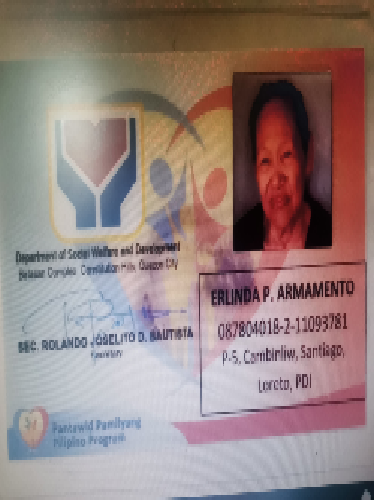 Department of Social Welfare and Development
Batasan Complex, Constitution Hills, Quezon City
SEC. ROLANDO JOSELITO D. BAUTISTA
Secretary
ERLINDA P. ARMAMENTO
087804018-2-11093781
P-5, Cambinliw, Santiago,
Loreto, PDI
Pantawid Pamilyang
Pilipino Program